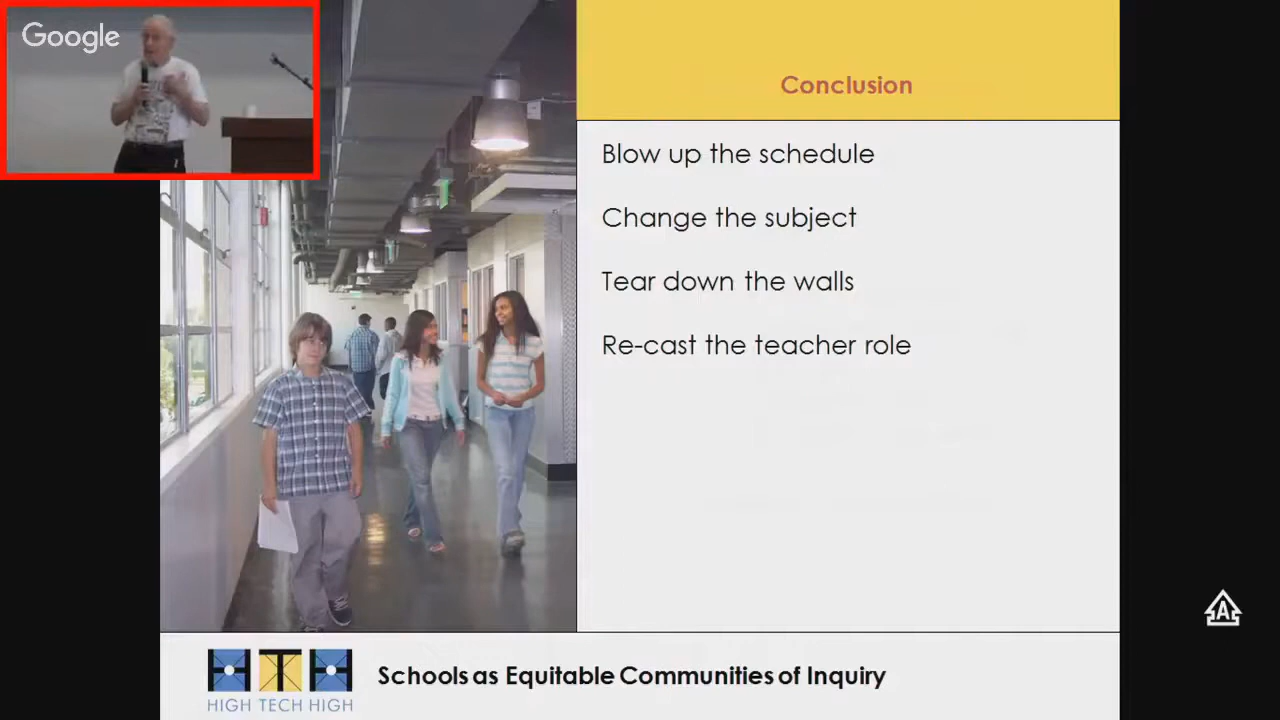 Google
Conclusion
Blow up the schedule
Change the subject
Tear down the walls
Re-cast the teacher role
HTH
HIGH TECH HIGH
Schools as Equitable Communities of Inquiry
A